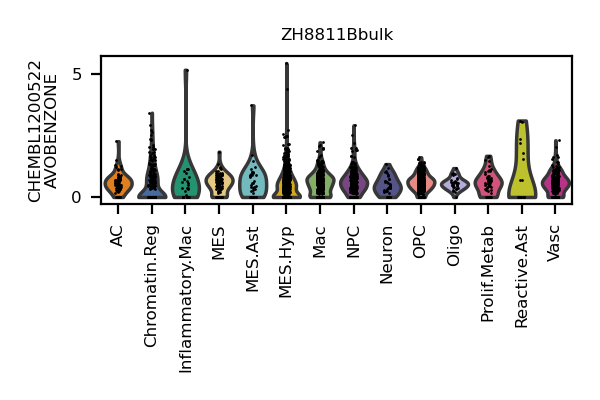 ZH8811Bbulk
CHEMBL1200522
AVOBENZONE
5
0
AC
Chromatin.Reg
Inflammatory.Mac
MES
MES.Ast
MES.Hyp
Mac
NPC
Neuron
OPC
Oligo
Prolif.Metab
Reactive.Ast
Vasc